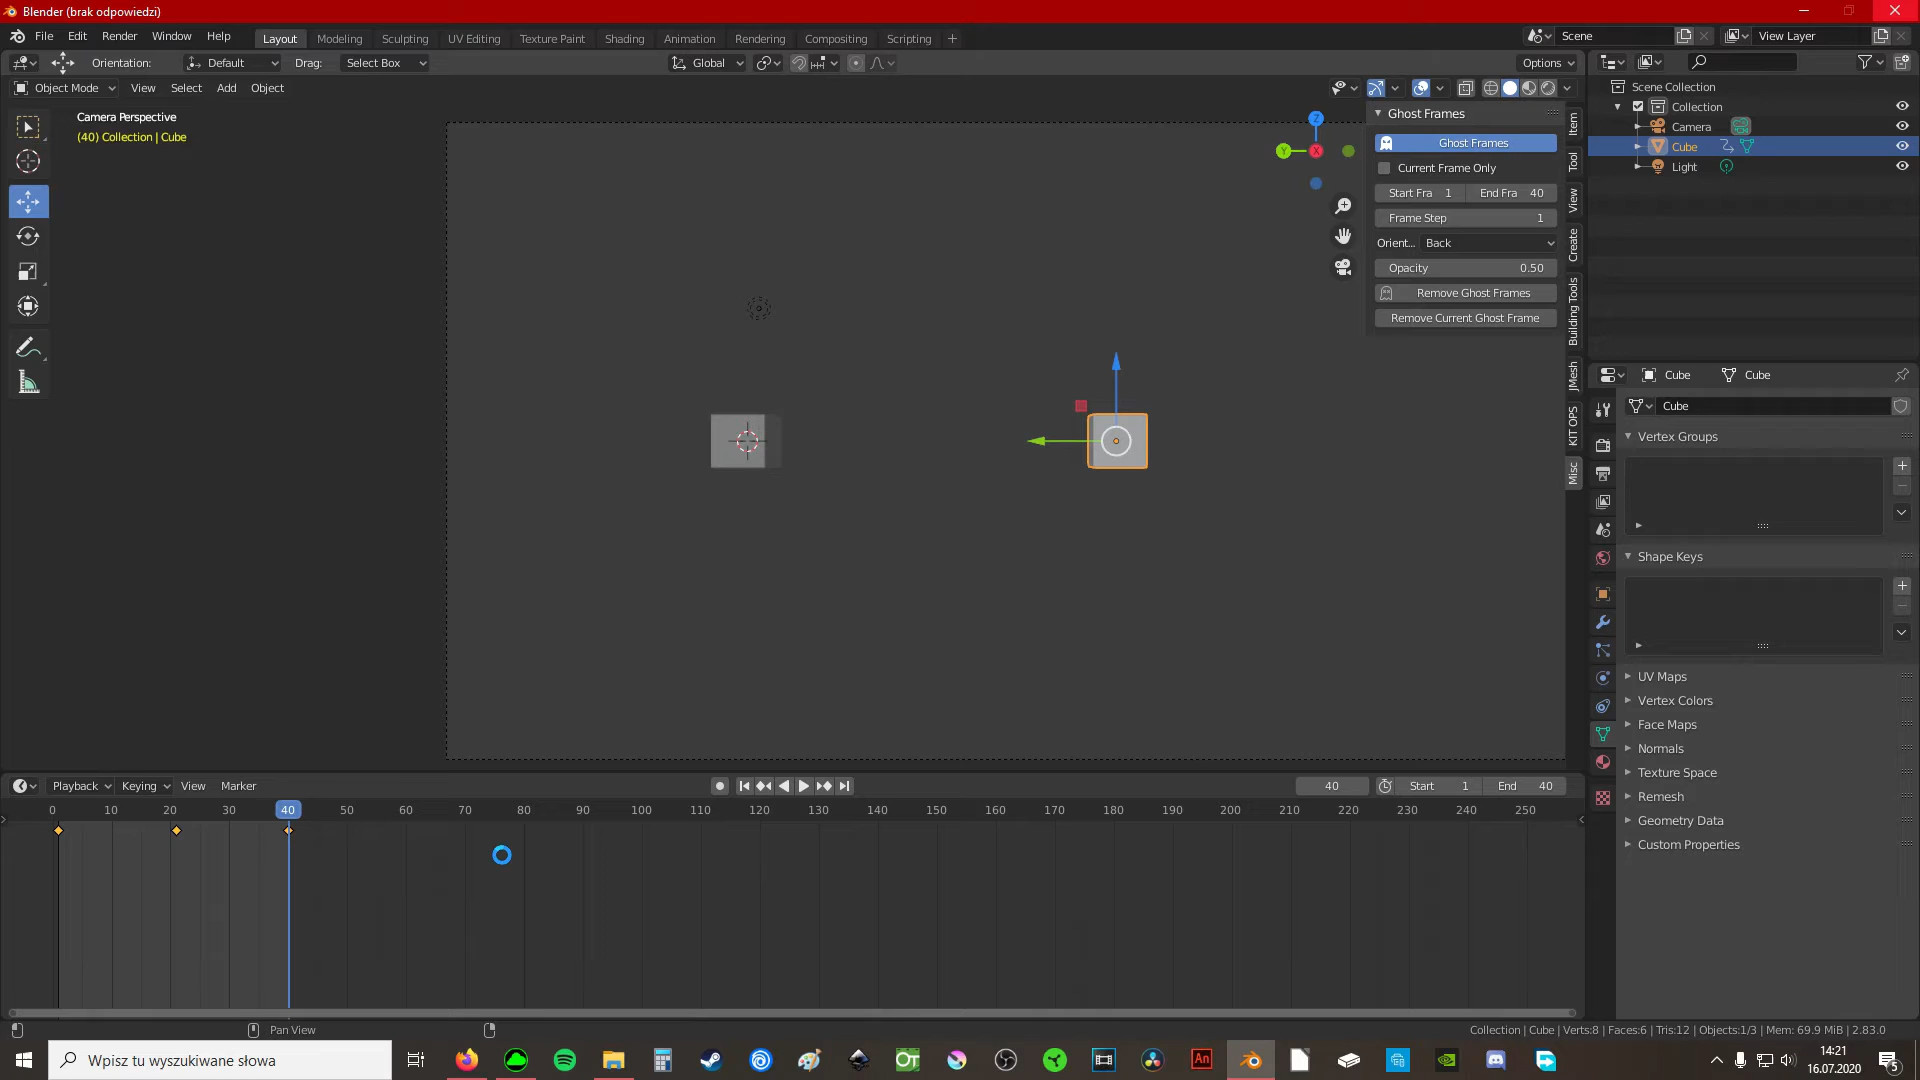 Blender (brak odpowiedzi)
File Edit Render Window Help Layout Modeling Sculpting UV Editing Texture Paint Shading Animation Rendering Compositing Scripting Scene View Layer
Orientation: Default Drag: Select Box Global Options
Object Mode View Select Add Object
Scene Collection
Collection
Camera
Cube
Light
Camera Perspective
(40) Collection | Cube
Z
Y
X
Ghost Frames
Ghost Frames
Current Frame Only
Start Fra 1 End Fra 40
Frame Step 1
Orient... Back
Opacity 0.50
Remove Ghost Frames
Remove Current Ghost Frame
Item
Tool
View
Create
Building Tools
JMesh
KIT OPS
Misc
Cube Cube
Cube
Vertex Groups
Shape Keys
UV Maps
Vertex Colors
Face Maps
Normals
Texture Space
Remesh
Geometry Data
Custom Properties
Playback Keying View Marker 40 Start 1 End 40
0 10 20 30 40 50 60 70 80 90 100 110 120 130 140 150 160 170 180 190 200 210 220 230 240 250
Pan View
Collection | Cube | Verts:8 | Faces:6 | Tris:12 | Objects:1/3 | Mem: 69.9 MiB | 2.83.0
Wpisz tu wyszukiwane słowa
OT
An
14:21
16.07.2020
5